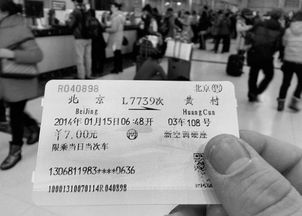 R040898 北京㊄
北 京 L7739次 黄 村
Beijing HuangCun
2014年01月15日06:48开 03车108号
¥7.00元 网 新空调硬座
限乘当日当次车
1306811983****0636
10001310070114R040898